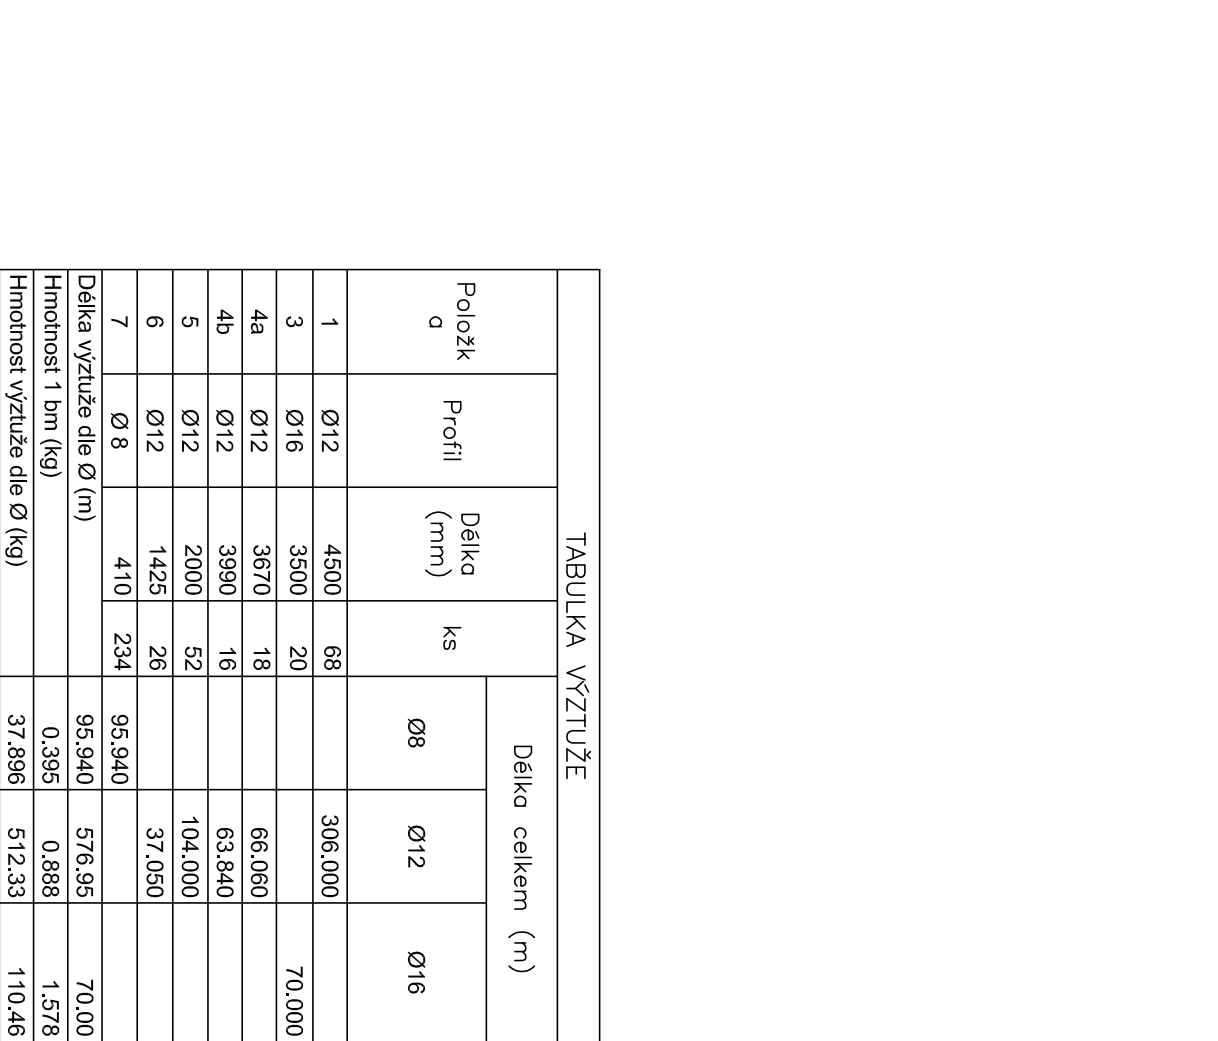 TABULKA VÝZTUŽE
Položk
a
Profil
Délka
(mm)
ks
Délka celkem (m)
Ø8
Ø12
Ø16
1 Ø12 4500 68 306.000
3 Ø16 3500 20 70.000
4a Ø12 3670 18 66.060
4b Ø12 3990 16 63.840
5 Ø12 2000 52 104.000
6 Ø12 1425 26 37.050
7 Ø 8 410 234 95.940
Délka výztuže dle Ø (m) 95.940 576.95 70.00
Hmotnost 1 bm (kg) 0.395 0.888 1.578
Hmotnost výztuže dle Ø (kg) 37.896 512.33 110.46